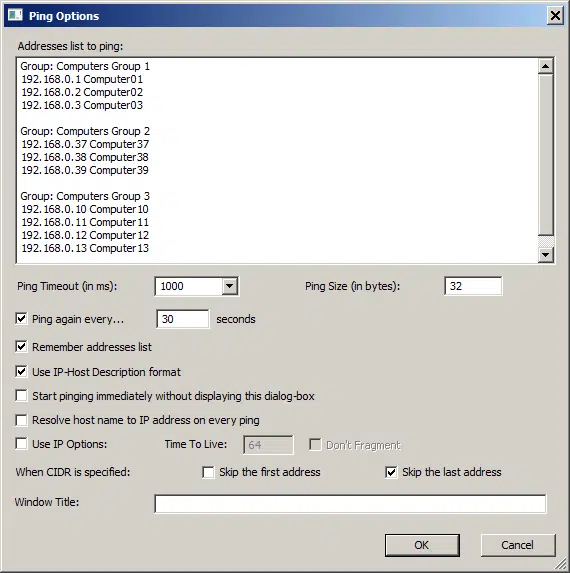 Ping Options
Addresses list to ping:
Group: Computers Group 1
192.168.0.1 Computer01
192.168.0.2 Computer02
192.168.0.3 Computer03
Group: Computers Group 2
192.168.0.37 Computer37
192.168.0.38 Computer38
192.168.0.39 Computer39
Group: Computers Group 3
192.168.0.10 Computer10
192.168.0.11 Computer11
192.168.0.12 Computer12
192.168.0.13 Computer13
Ping Timeout (in ms): 1000 Ping Size (in bytes): 32
Ping again every... 30 seconds
Remember addresses list
Use IP-Host Description format
Start pinging immediately without displaying this dialog-box
Resolve host name to IP address on every ping
Use IP Options: Time To Live: 64 Don't Fragment
When CIDR is specified: Skip the first address Skip the last address
Window Title:
OK Cancel